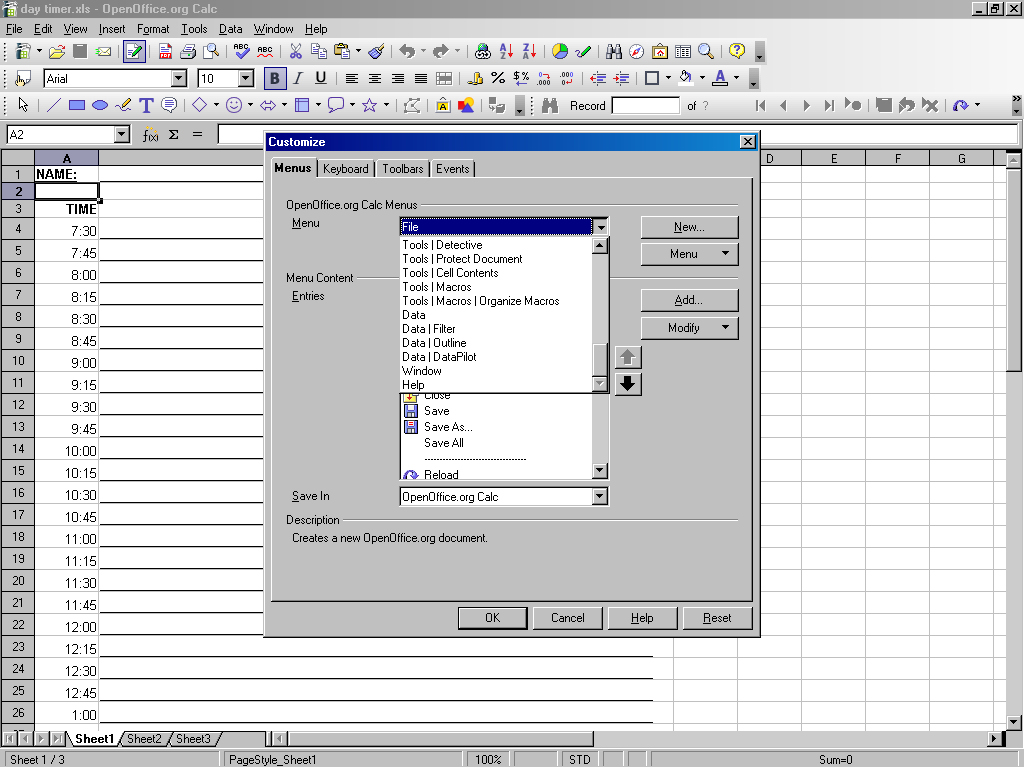 day timer.xls - OpenOffice.org Calc
File Edit View Insert Format Tools Data Window Help
ABC ABC
Arial 10 B I U
Record of ?
A2 f(x) Σ =
Customize
Menus Keyboard Toolbars Events
OpenOffice.org Calc Menus
Menu File New...
Menu
Tools | Detective
Tools | Protect Document
Tools | Cell Contents
Tools | Macros
Tools | Macros | Organize Macros
Data
Data | Filter
Data | Outline
Data | DataPilot
Window
Help
Menu Content
Entries
Add...
Modify
Close
Save
Save As...
Save All
Reload
Save In OpenOffice.org Calc
Description
Creates a new OpenOffice.org document.
OK Cancel Help Reset
A D E F G
1 NAME:
2
3 TIME
4 7:30
5 7:45
6 8:00
7 8:15
8 8:30
9 8:45
10 9:00
11 9:15
12 9:30
13 9:45
14 10:00
15 10:15
16 10:30
17 10:45
18 11:00
19 11:15
20 11:30
21 11:45
22 12:00
23 12:15
24 12:30
25 12:45
26 1:00
Sheet1 Sheet2 Sheet3
Sheet 1 / 3 PageStyle_Sheet1 100% STD Sum=0